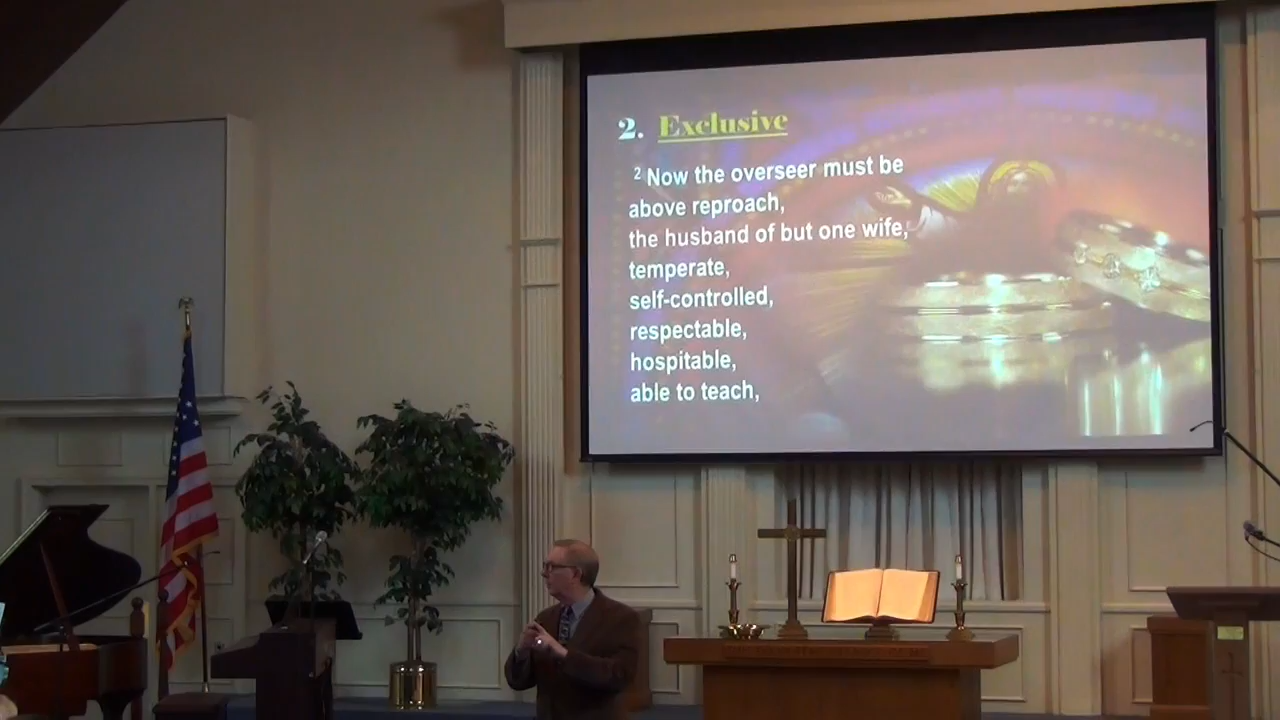 2. Exclusive
2 Now the overseer must be
above reproach,
the husband of but one wife,
temperate,
self-controlled,
respectable,
hospitable,
able to teach,